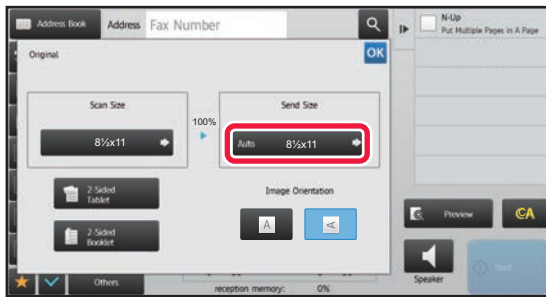 Address Book
Address
Fax Number
N-Up
Put Multiple Pages in A Page
Original
OK
Scan Size
Send Size
8½x11
100%
Auto
8½x11
2-Sided
Tablet
Image Orientation
A
A
2-Sided
Booklet
Preview
CA
Speaker
Start
Others
reception memory:
0%